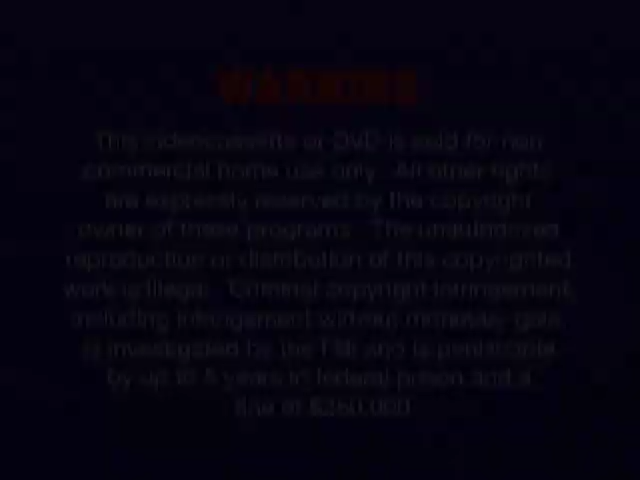 WARNING
This videocassette or DVD is sold for non
commercial home use only. All other rights
are expressly reserved by the copyright
owner of these programs. The unauthorized
reproduction or distribution of this copyrighted
work is illegal. Criminal copyright infringement,
including infringement without monetary gain,
is investigated by the FBI and is punishable
by up to 5 years in federal prison and a
fine of $250,000